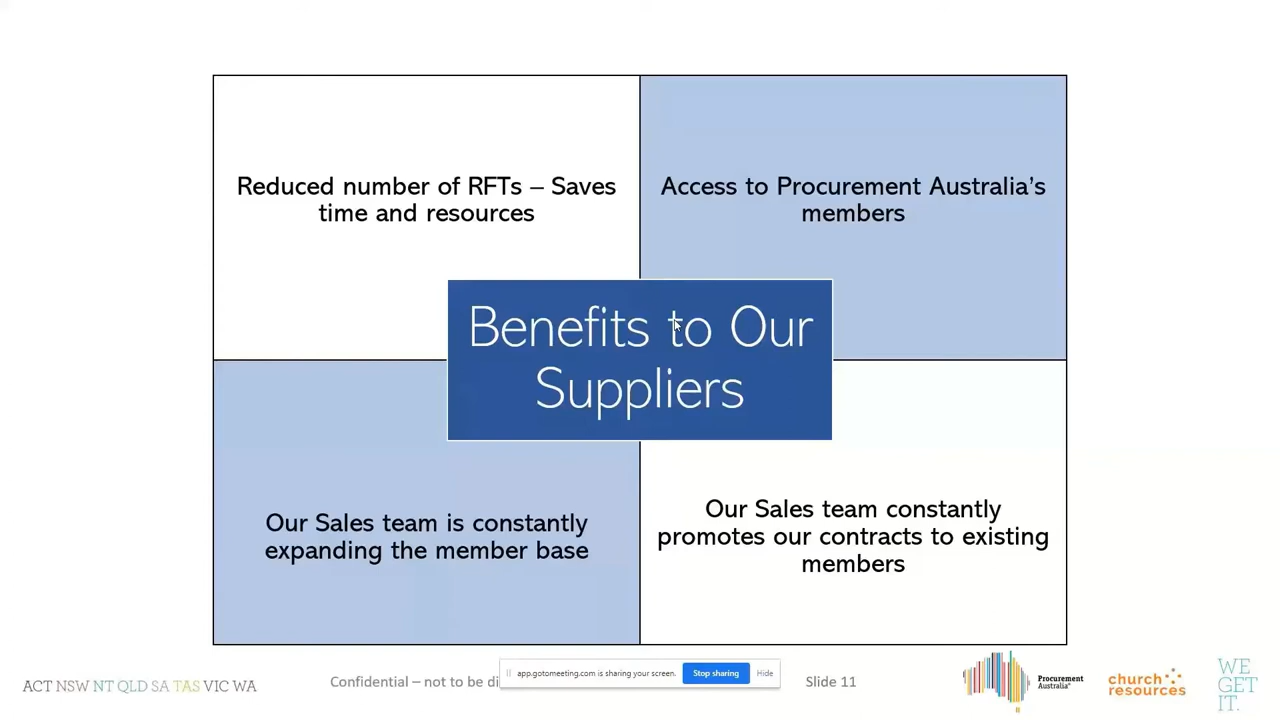 Reduced number of RFTs – Saves
time and resources
Access to Procurement Australia's
members
Benefits to Our
Suppliers
Our Sales team is constantly
expanding the member base
Our Sales team constantly
promotes our contracts to existing
members
ACT NSW NT QLD SA TAS VIC WA
Confidential – not to be di
app.gotomeeting.com is sharing your screen.
Stop sharing
Hide
Slide 11
Procurement
Australia
church
resources
WE
GET
IT.